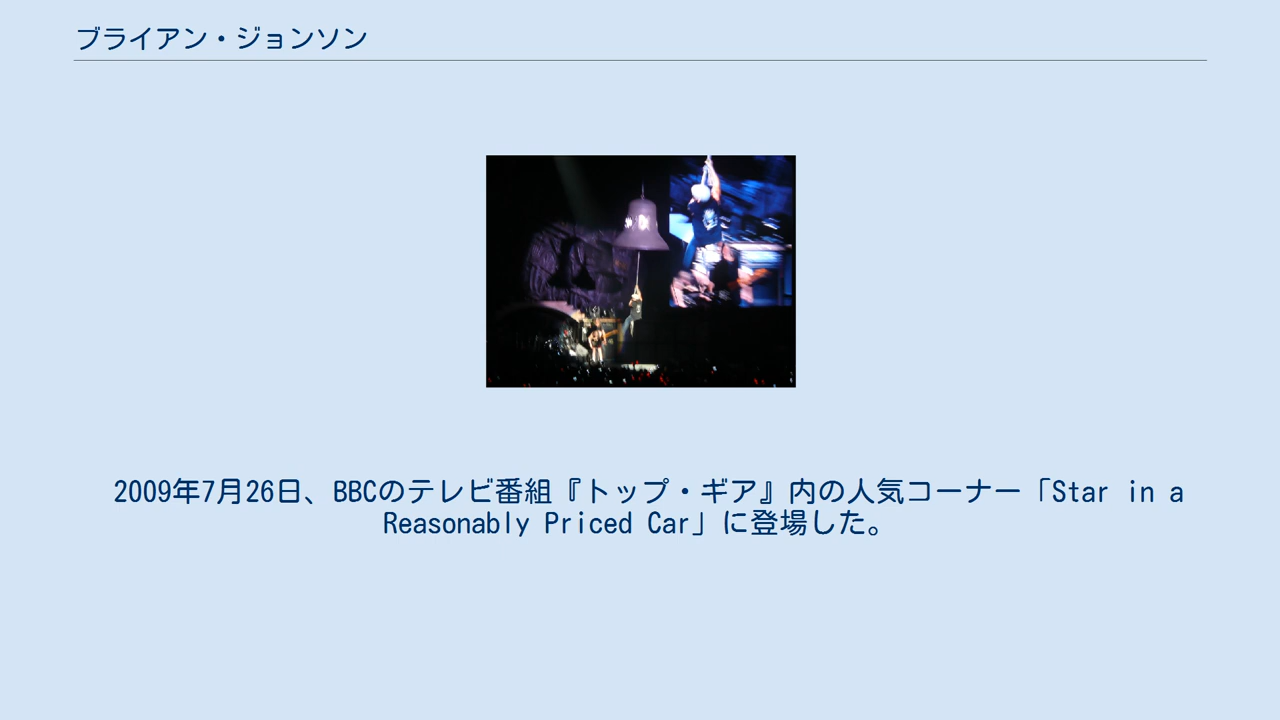 ブライアン・ジョンソン
2009年7月26日、BBCのテレビ番組『トップ・ギア』内の人気コーナー「Star in a
Reasonably Priced Car」に登場した。